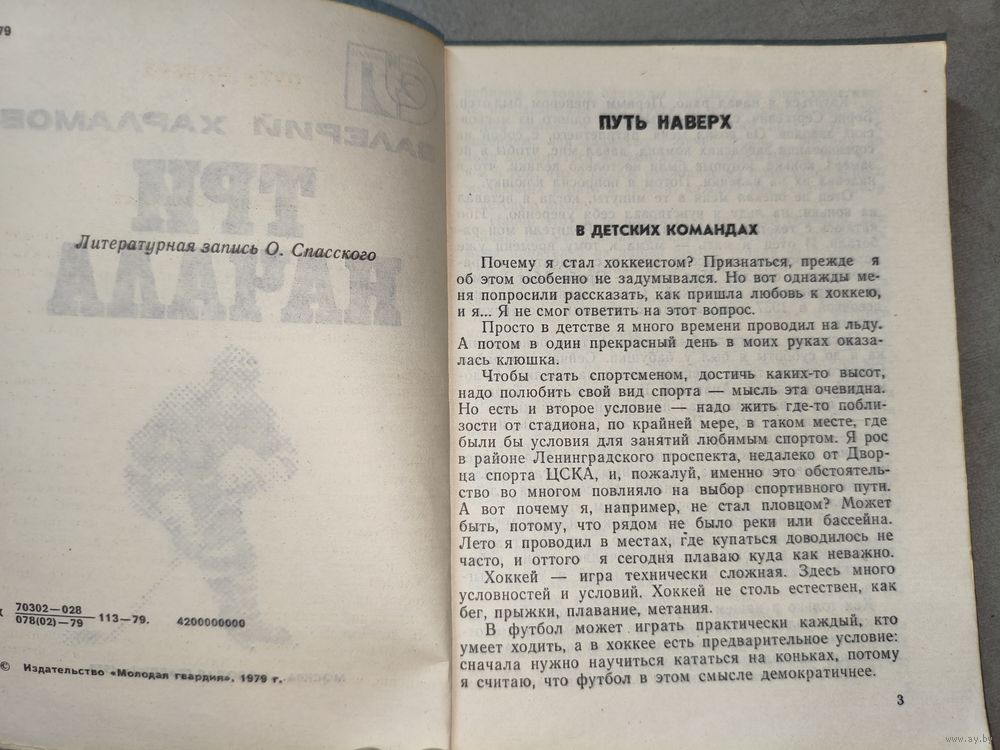 79
ВАЛЕРИЙ ХАРЛАМОВ
ТРИ
НАЧАЛА
Литературная запись О. Спасского
70302—028
078(02)—79
—113—79. 4200000000
© Издательство «Молодая гвардия», 1979 г.
ПУТЬ НАВЕРХ
В ДЕТСКИХ КОМАНДАХ
Почему я стал хоккеистом? Признаться, прежде я
об этом особенно не задумывался. Но вот однажды ме-
ня попросили рассказать, как пришла любовь к хоккею,
и я... Я не смог ответить на этот вопрос.
Просто в детстве я много времени проводил на льду.
А потом в один прекрасный день в моих руках оказа-
лась клюшка.
Чтобы стать спортсменом, достичь каких-то высот,
надо полюбить свой вид спорта — мысль эта очевидна.
Но есть и второе условие — надо жить где-то побли-
зости от стадиона, по крайней мере, в таком месте, где
были бы условия для занятий любимым спортом. Я рос
в районе Ленинградского проспекта, недалеко от Двор-
ца спорта ЦСКА, и, пожалуй, именно это обстоятель-
ство во многом повлияло на выбор спортивного пути.
А вот почему я, например, не стал пловцом? Может
быть, потому, что рядом не было реки или бассейна.
Лето я проводил в местах, где купаться доводилось не
часто, и оттого я сегодня плаваю куда как неважно.
Хоккей — игра технически сложная. Здесь много
условностей и условий. Хоккей не столь естествен, как
бег, прыжки, плавание, метания.
В футбол может играть практически каждый, кто
умеет ходить, а в хоккее есть предварительное условие:
сначала нужно научиться кататься на коньках, потому
я считаю, что футбол в этом смысле демократичнее.
3
www.ay.by